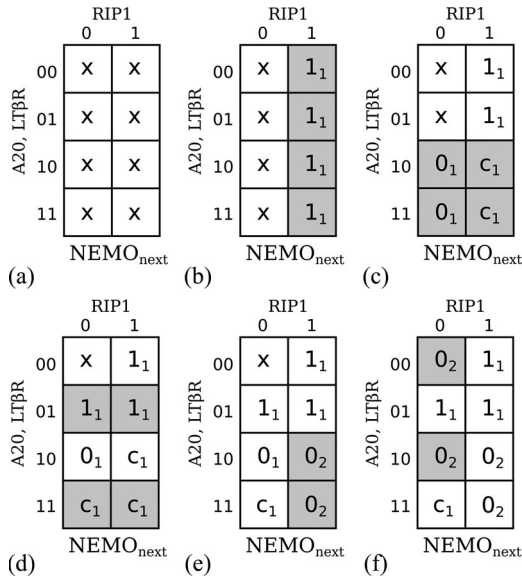 RIP1
0 1
A20, LTβR
00 x x
01 x x
10 x x
11 x x
NEMOnext
(a)
RIP1
0 1
A20, LTβR
00 x 1₁
01 x 1₁
10 x 1₁
11 x 1₁
NEMOnext
(b)
RIP1
0 1
A20, LTβR
00 x 1₁
01 x 1₁
10 0₁ c₁
11 0₁ c₁
NEMOnext
(c)
RIP1
0 1
A20, LTβR
00 x 1₁
01 1₁ 1₁
10 0₁ c₁
11 c₁ c₁
NEMOnext
(d)
RIP1
0 1
A20, LTβR
00 x 1₁
01 1₁ 1₁
10 0₁ 0₂
11 c₁ 0₂
NEMOnext
(e)
RIP1
0 1
A20, LTβR
00 0₂ 1₁
01 1₁ 1₁
10 0₂ 0₂
11 c₁ 0₂
NEMOnext
(f)